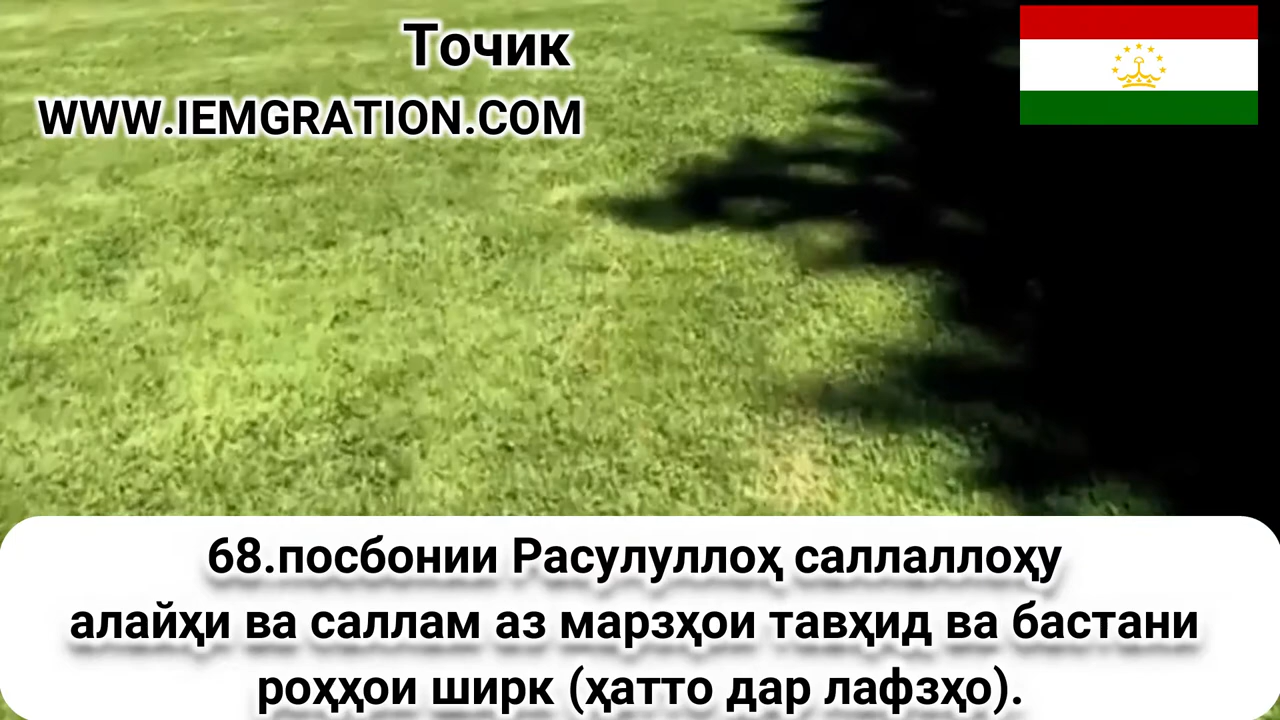 Точик
WWW.IEMGRATION.COM
68.посбонии Расулуллоҳ саллаллоҳу
алайҳи ва саллам аз марзҳои тавҳид ва бастани
роҳҳои ширк (ҳатто дар лафзҳо).